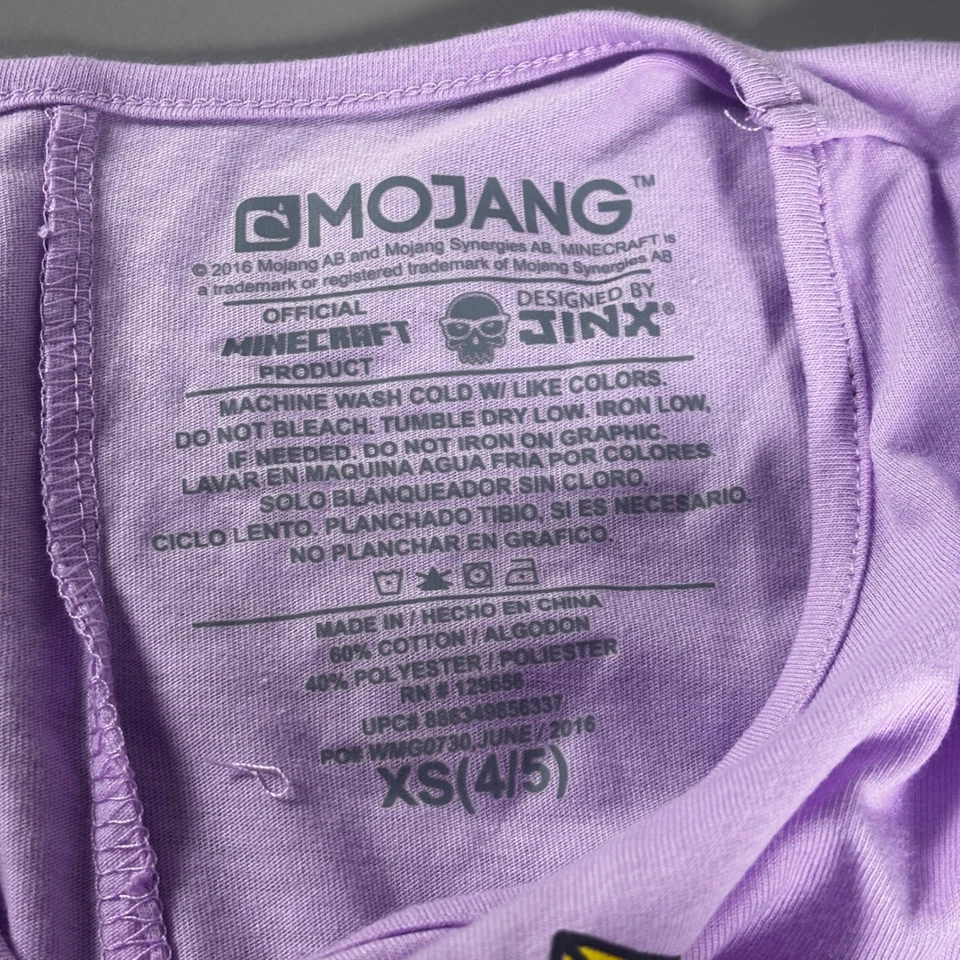 MOJANG™
© 2016 Mojang AB and Mojang Synergies AB. MINECRAFT is
a trademark or registered trademark of Mojang Synergies AB
OFFICIAL
MINECRAFT
PRODUCT
DESIGNED BY
J!NX®
MACHINE WASH COLD W/ LIKE COLORS.
DO NOT BLEACH. TUMBLE DRY LOW. IRON LOW,
IF NEEDED. DO NOT IRON ON GRAPHIC.
LAVAR EN MAQUINA AGUA FRIA POR COLORES.
SOLO BLANQUEADOR SIN CLORO.
CICLO LENTO. PLANCHADO TIBIO, SI ES NECESARIO.
NO PLANCHAR EN GRAFICO.
MADE IN / HECHO EN CHINA
60% COTTON / ALGODON
40% POLYESTER / POLIESTER
RN # 129656
UPC# 886349856337
PO# WMG0730,JUNE / 2016
XS(4/5)